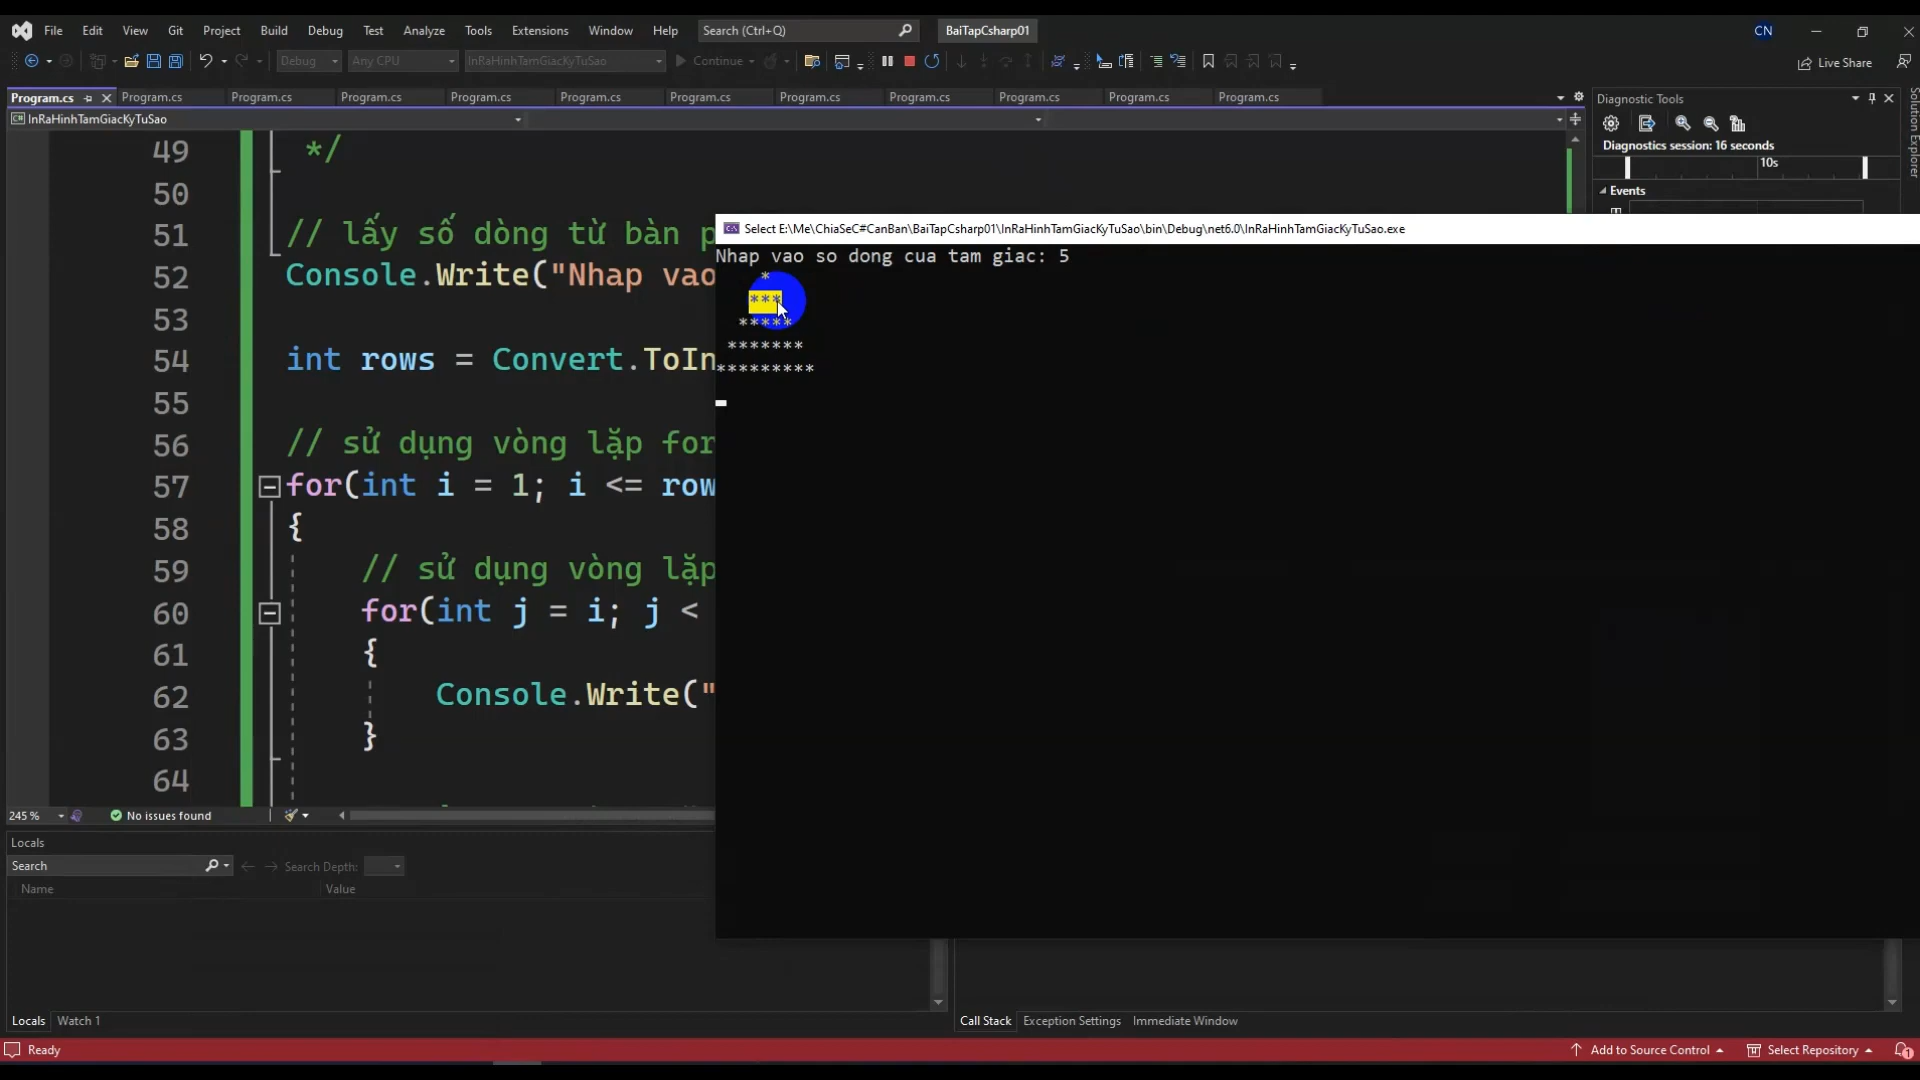 File Edit View Git Project Build Debug Test Analyze Tools Extensions Window Help Search (Ctrl+Q) BaiTapCsharp01 CN
Debug Any CPU InRaHinhTamGiacKyTuSao Continue Live Share
Program.cs Program.cs Program.cs Program.cs Program.cs Program.cs Program.cs Program.cs Program.cs Program.cs Program.cs Program.cs
InRaHinhTamGiacKyTuSao
Diagnostic Tools
Diagnostics session: 16 seconds
10s
Events
Solution Explorer
49 */
50
51 // lấy số dòng từ bàn p
52 Console.Write("Nhap vao
53
54 int rows = Convert.ToIn
55
56 // sử dụng vòng lặp for
57 for(int i = 1; i <= row
58 {
59 // sử dụng vòng lặp
60 for(int j = i; j <
61 {
62 Console.Write("
63 }
64
Select E:\Me\ChiaSeC#CanBan\BaiTapCsharp01\InRaHinhTamGiacKyTuSao\bin\Debug\net6.0\InRaHinhTamGiacKyTuSao.exe
Nhap vao so dong cua tam giac: 5
*
***
*****
*******
*********
245 % No issues found
Locals
Search Search Depth:
Name Value
Locals Watch 1
Call Stack Exception Settings Immediate Window
Ready Add to Source Control Select Repository 1